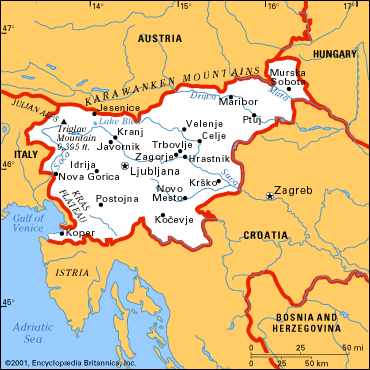 14°
15°
16°
17°
47°
AUSTRIA
HUNGARY
KARAWANKEN MOUNTAINS
Murska
Sobota
JULIAN ALPS
Jesenice
Drava
Maribor
Mura
Triglav
Mountain
9,395 ft.
Lake Bled
Velenje
Ptuj
Kranj
Celje
Javornik
Trbovlje
ITALY
Soca
Zagorje
Hrastnik
46°
Idrija
Ljubljana
Nova Gorica
Krško
Sava
Novo
Mesto
Zagreb
KRAS
PLATEAU
Postojna
Gulf of
Venice
Kočevje
Koper
CROATIA
ISTRIA
45°
BOSNIA AND
HERZEGOVINA
Adriatic
Sea
0 25 50 mi
0 25 50 km
©2001, Encyclopædia Britannica, Inc.